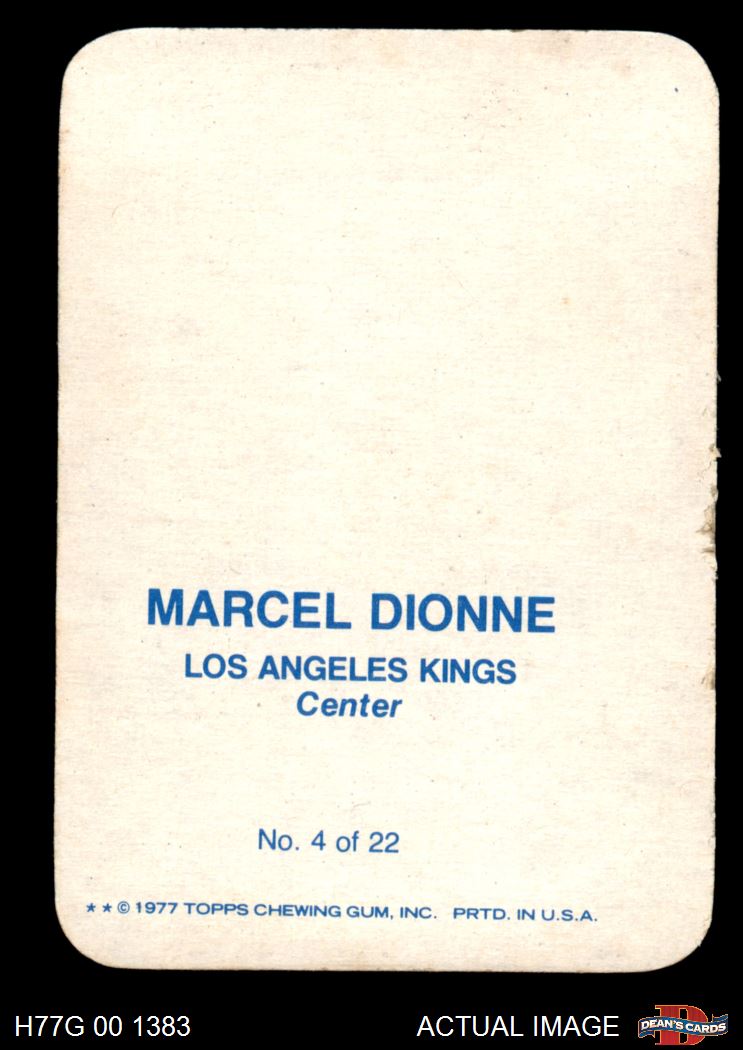 MARCEL DIONNE
LOS ANGELES KINGS
Center
No. 4 of 22
★ ★ © 1977 TOPPS CHEWING GUM, INC. PRTD. IN U.S.A.
H77G 00 1383
ACTUAL IMAGE
DEAN'S CARDS